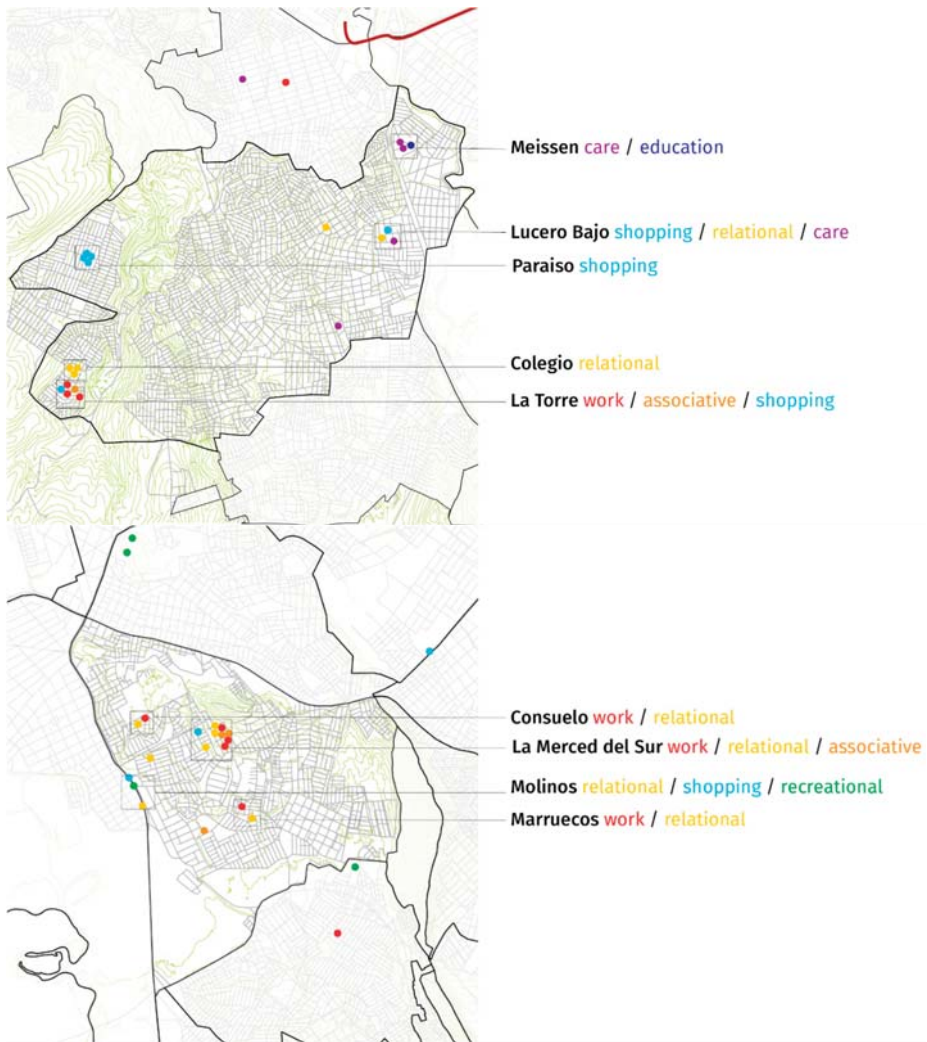 Meissen care / education
Lucero Bajo shopping / relational / care
Paraiso shopping
Colegio relational
La Torre work / associative / shopping
Consuelo work / relational
La Merced del Sur work / relational / associative
Molinos relational / shopping / recreational
Marruecos work / relational